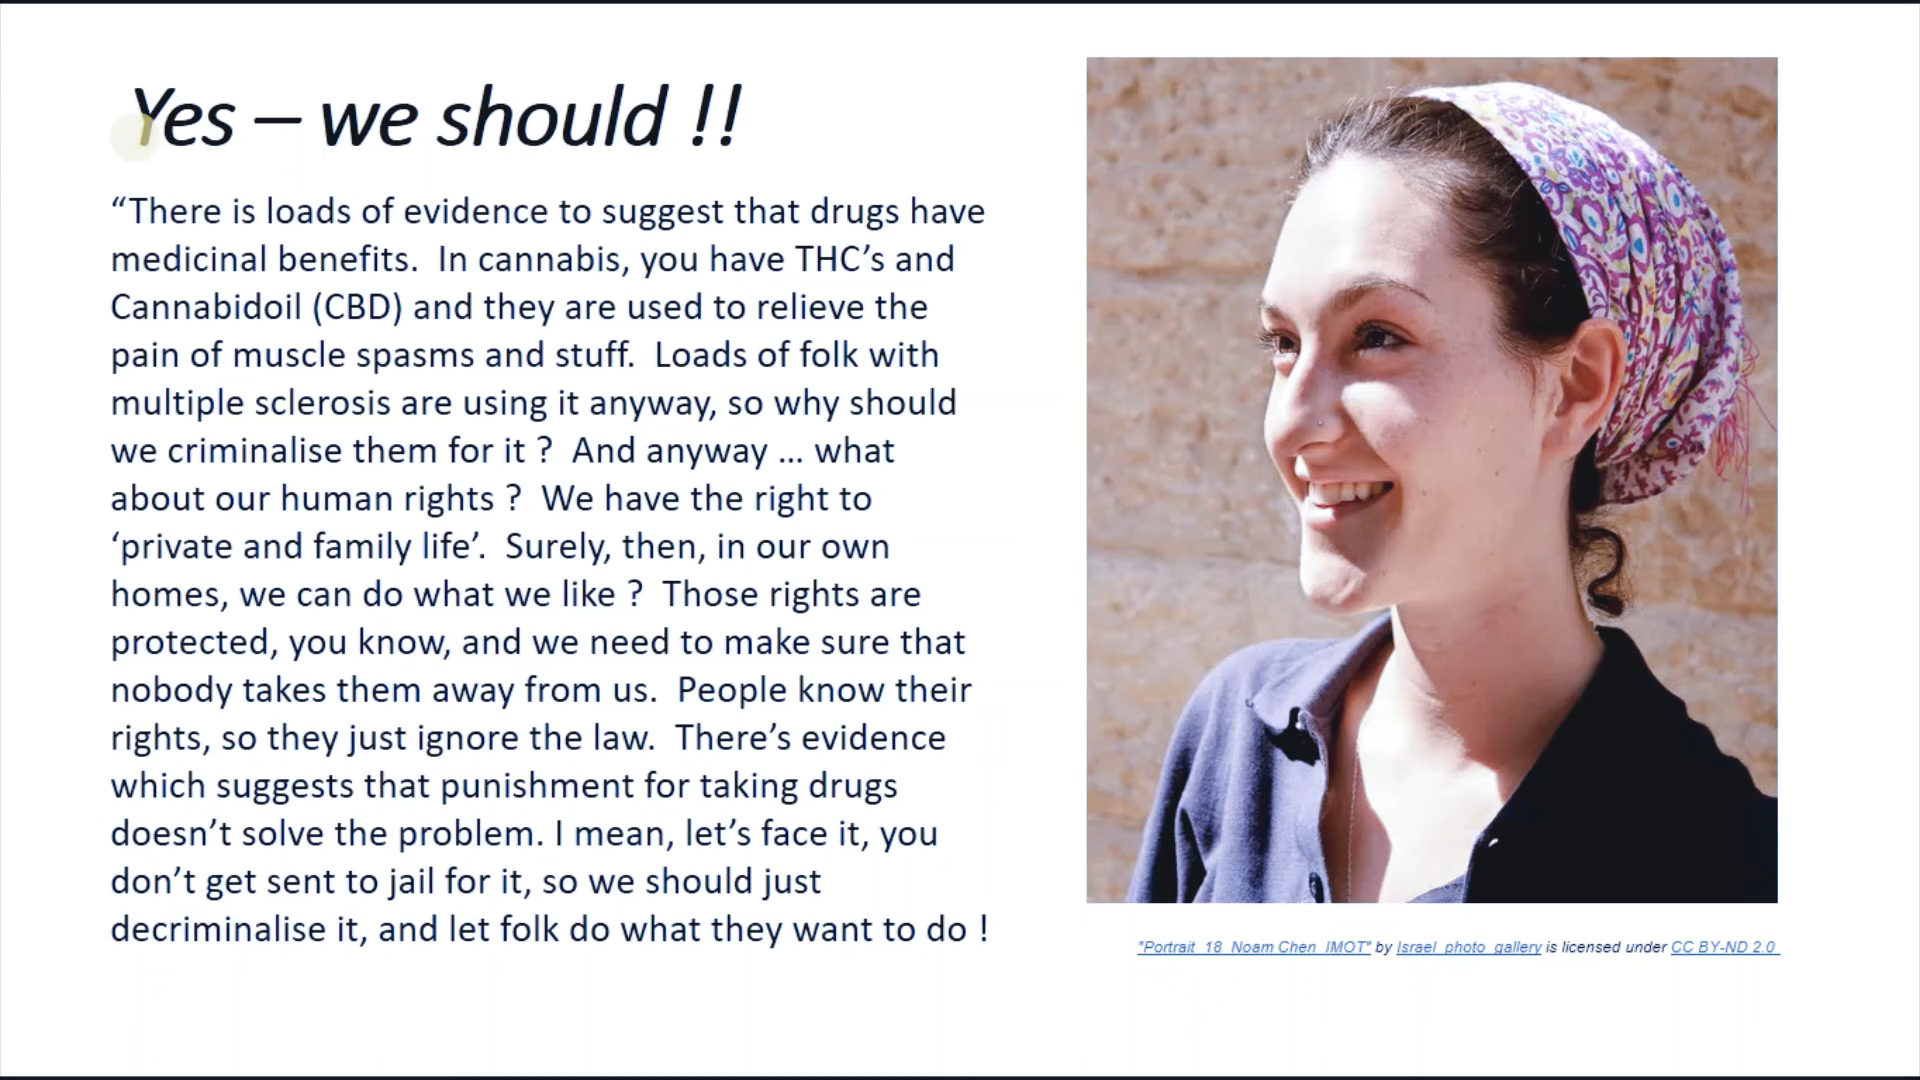 Yes – we should !!
“There is loads of evidence to suggest that drugs have
medicinal benefits.  In cannabis, you have THC’s and
Cannabidoil (CBD) and they are used to relieve the
pain of muscle spasms and stuff.  Loads of folk with
multiple sclerosis are using it anyway, so why should
we criminalise them for it ?  And anyway ... what
about our human rights ?  We have the right to
‘private and family life’.  Surely, then, in our own
homes, we can do what we like ?  Those rights are
protected, you know, and we need to make sure that
nobody takes them away from us.  People know their
rights, so they just ignore the law.  There’s evidence
which suggests that punishment for taking drugs
doesn’t solve the problem. I mean, let’s face it, you
don’t get sent to jail for it, so we should just
decriminalise it, and let folk do what they want to do !
"Portrait_18_Noam Chen_IMOT" by Israel_photo_gallery is licensed under CC BY-ND 2.0